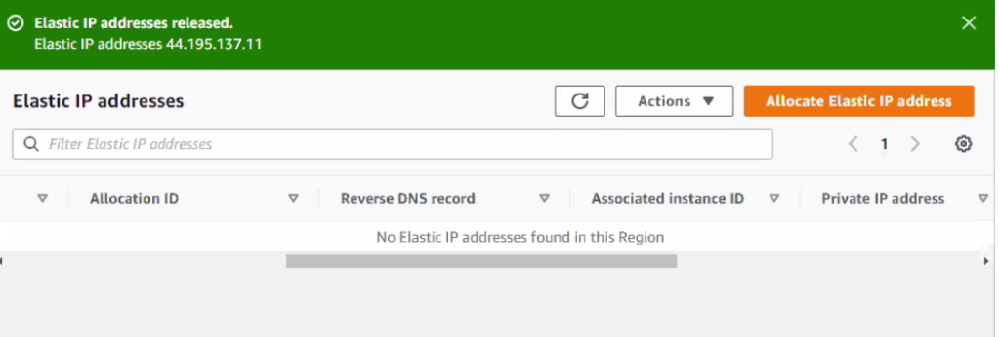 Elastic IP addresses released.
Elastic IP addresses 44.195.137.11
Elastic IP addresses
Actions
Allocate Elastic IP address
Filter Elastic IP addresses
1
Allocation ID
Reverse DNS record
Associated instance ID
Private IP address
No Elastic IP addresses found in this Region